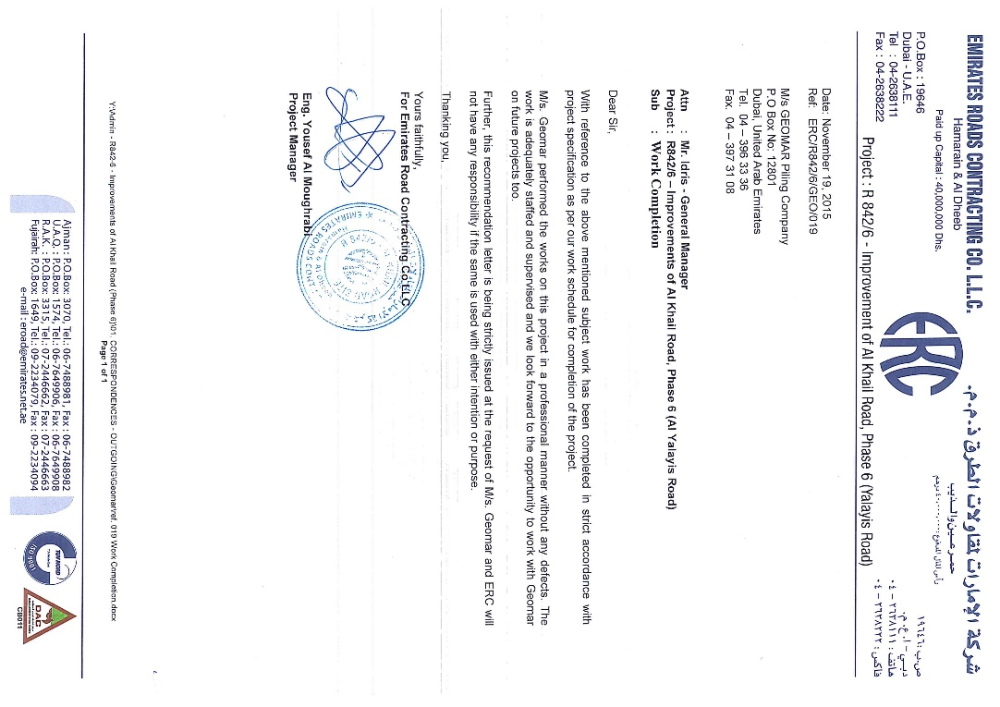 EMIRATES ROADS CONTRACTING CO. L.L.C.
Hamarain & Al Dheeb
Paid up Capital : 40,000,000 Dhs.
P.O.Box : 19646
Dubai - U.A.E.
Tel : 04-2638111
Fax : 04-2638222
ERC
شركة الإمارات لمقاولات الطرق ذ.م.م.
حمرعين والذيب
رأس المال المدفوع : ٤٠,٠٠٠,٠٠٠ درهم
ص.ب: ١٩٦٤٦
دبي - ا.ع.م.
هاتف : ٢٦٣٨١١١ - ٠٤
فاكس : ٢٦٣٨٢٢٢ - ٠٤
Project : R 842/6 - Improvement of Al Khail Road, Phase 6 (Yalayis Road)
Date: November 19, 2015
Ref: ERC/R842/6/GEO/019
M/s GEOMAR Piling Company
P.O Box No: 12801
Dubai, United Arab Emirates
Tel. 04 – 396 33 36
Fax. 04 – 397 31 08
Attn : Mr. Idris - General Manager
Project : R842/6 – Improvements of Al Khail Road, Phase 6 (Al Yalayis Road)
Sub : Work Completion
Dear Sir,
With reference to the above mentioned subject work has been completed in strict accordance with
project specification as per our work schedule for completion of the project.
M/s. Geomar performed the works on this project in a professional manner without any defects. The
work is adequately staffed and supervised and we look forward to the opportunity to work with Geomar
on future projects too.
Further, this recommendation letter is being strictly issued at the request of M/s. Geomar and ERC will
not have any responsibility if the same is used with either intention or purpose.
Thanking you,
Yours faithfully,
For Emirates Road Contracting Co LLC
Eng. Yousef Al Moughrabi
Project Manager
Y:\Admin - R842-6 - Improvements of Al Khail Road (Phase 6)\01. CORRESPONDENCES - OUTGOING\Geomar\ref. 019 Work Completion.docx
Page 1 of 1
Ajman: P.O.Box: 3070, Tel.: 06-7488981, Fax : 06-7488982
U.A.Q. : P.O.Box: 1574, Tel.: 06-7649906, Fax : 06-7649908
R.A.K. : P.O.Box: 3315, Tel.: 07-2446662, Fax : 07-2446663
Fujairah: P.O.Box: 1649, Tel.: 09-2234079, Fax : 09-2234094
e-mail : eroad@emirates.net.ae
TUV NORD
ISO 9001
DAC
CB011